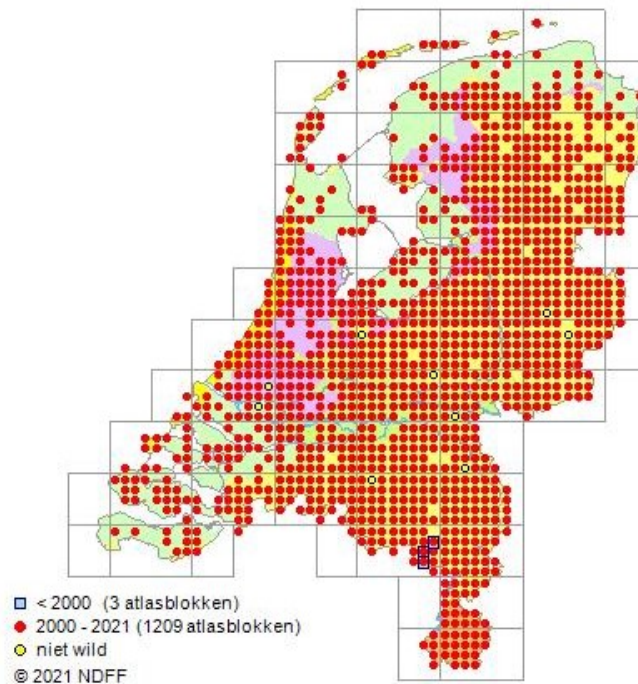 < 2000 (3 atlasblokken)
2000 - 2021 (1209 atlasblokken)
niet wild
© 2021 NDFF